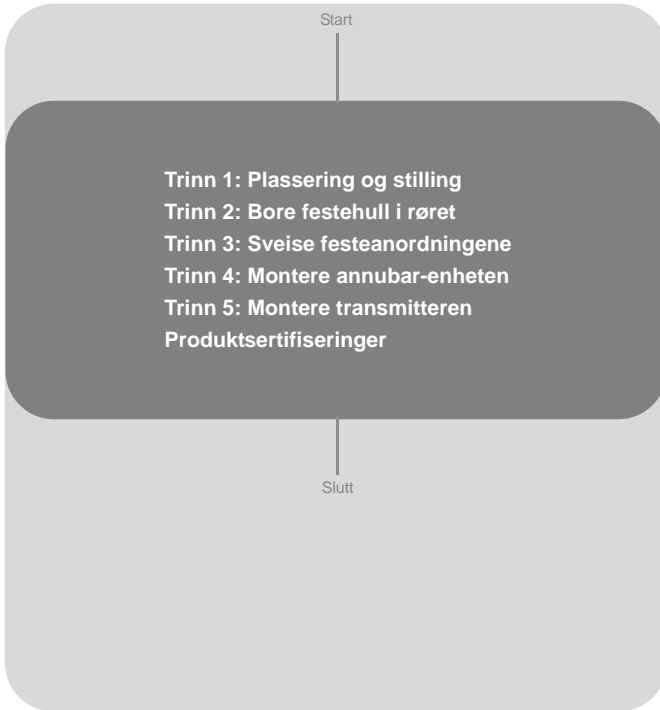 Start
Trinn 1: Plassering og stilling
Trinn 2: Bore festehull i røret
Trinn 3: Sveise festeanordningene
Trinn 4: Montere annubar-enheten
Trinn 5: Montere transmitteren
Produktsertifiseringer
Slutt